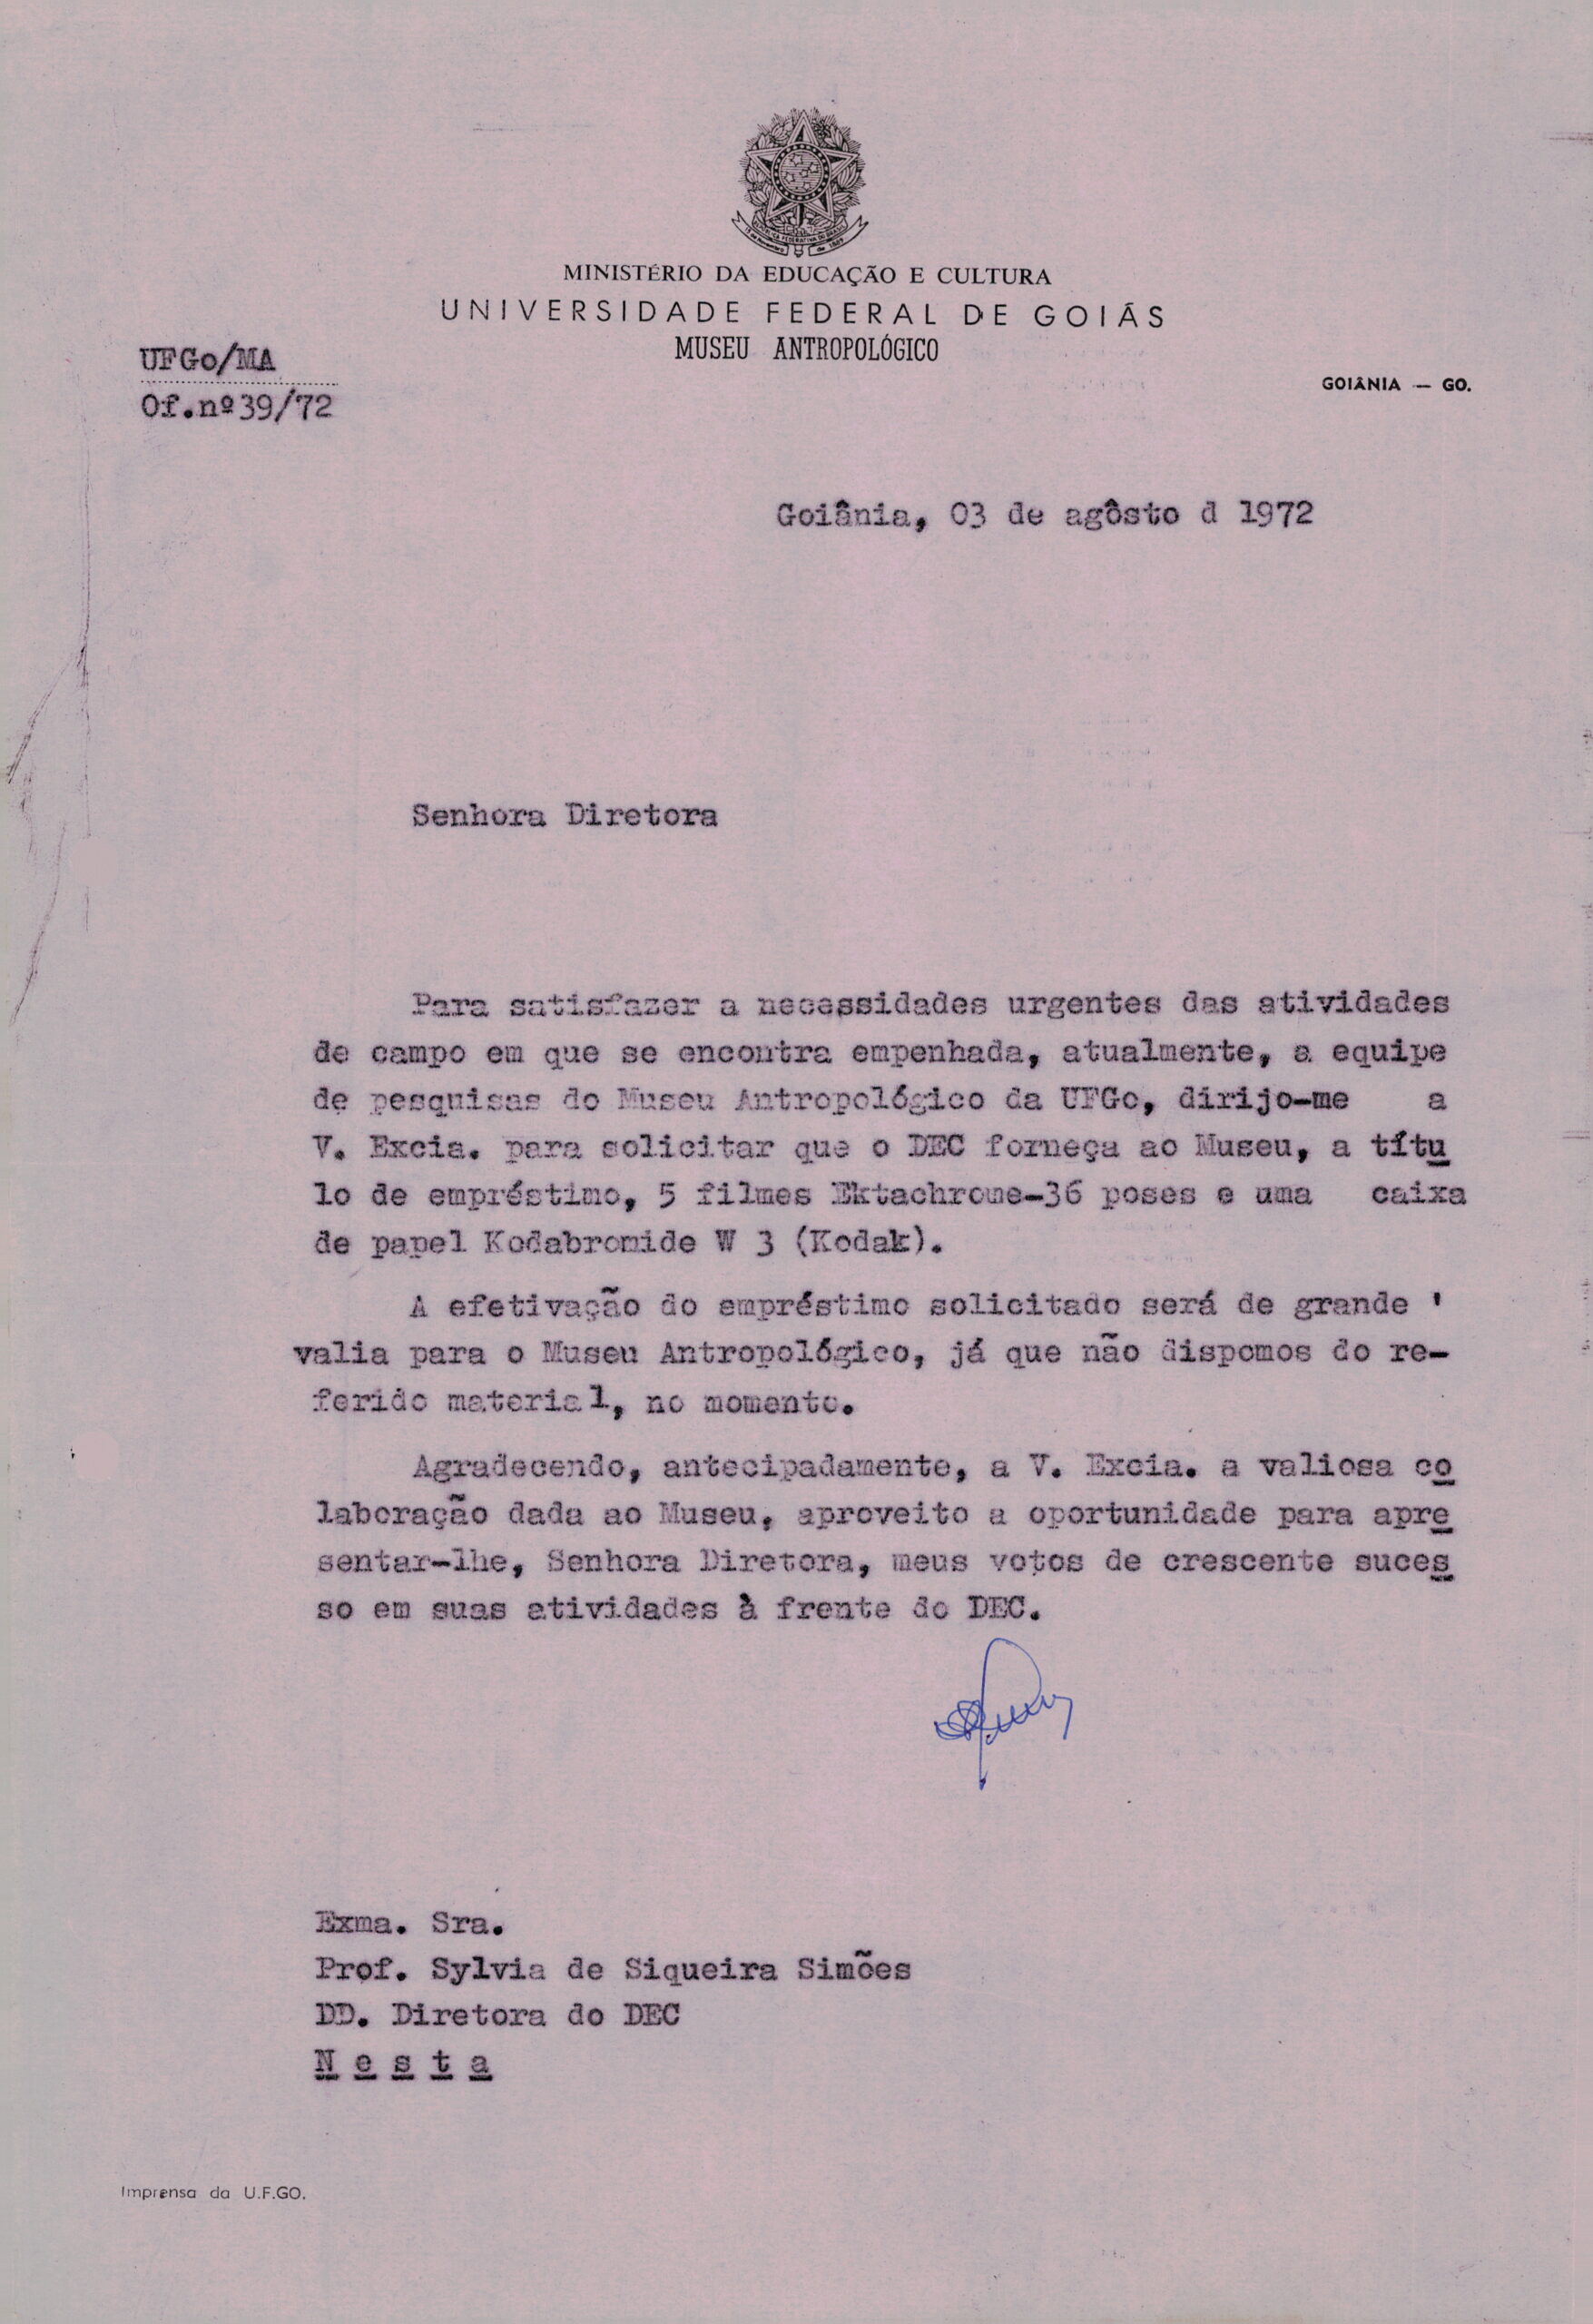 MINISTÉRIO DA EDUCAÇÃO E CULTURA
UNIVERSIDADE FEDERAL DE GOIÁS
MUSEU ANTROPOLÓGICO
UFGo/MA
GOIÂNIA — GO.
Of.nº39/72
Goiânia, 03 de agôsto d 1972
Senhora Diretora
Para satisfazer a necessidades urgentes das atividades
de campo em que se encontra empenhada, atualmente, a equipe
de pesquisas do Museu Antropológico da UFGo, dirijo-me a
V. Excia. para solicitar que o DEC forneça ao Museu, a títu
lo de empréstimo, 5 filmes Ektachrome-36 poses e uma caixa
de papel Kodabromide W 3 (Kodak).
A efetivação do empréstimo solicitado será de grande '
valia para o Museu Antropológico, já que não dispomos do re-
ferido material, no momento.
Agradecendo, antecipadamente, a V. Excia. a valiosa co
laboração dada ao Museu, aproveito a oportunidade para apre
sentar-lhe, Senhora Diretora, meus votos de crescente suces
so em suas atividades à frente do DEC.
Exma. Sra.
Prof. Sylvia de Siqueira Simões
DD. Diretora do DEC
N e s t a
Imprensa da U.F.GO.